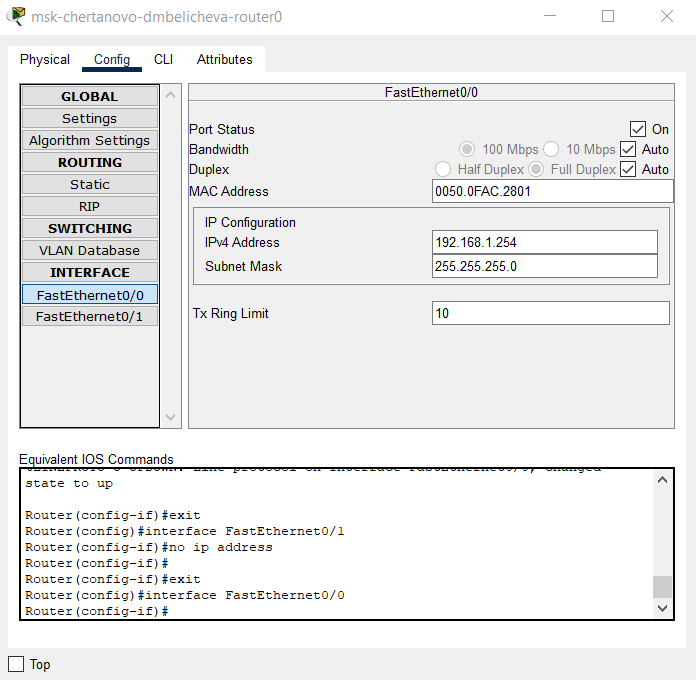 msk-chertanovo-dmbelicheva-router0
Physical Config CLI Attributes
GLOBAL
Settings
Algorithm Settings
ROUTING
Static
RIP
SWITCHING
VLAN Database
INTERFACE
FastEthernet0/0
FastEthernet0/1
FastEthernet0/0
Port Status On
Bandwidth 100 Mbps 10 Mbps Auto
Duplex Half Duplex Full Duplex Auto
MAC Address 0050.0FAC.2801
IP Configuration
IPv4 Address 192.168.1.254
Subnet Mask 255.255.255.0
Tx Ring Limit 10
Equivalent IOS Commands
state to up
Router(config-if)#exit
Router(config)#interface FastEthernet0/1
Router(config-if)#no ip address
Router(config-if)#
Router(config-if)#exit
Router(config)#interface FastEthernet0/0
Router(config-if)#
Top